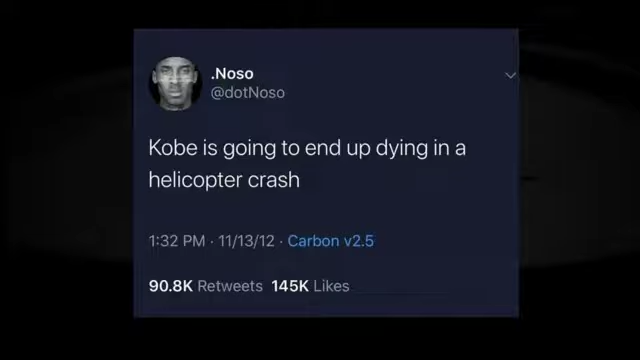 .Noso
@dotNoso
Kobe is going to end up dying in a
helicopter crash
1:32 PM · 11/13/12 · Carbon v2.5
90.8K Retweets 145K Likes